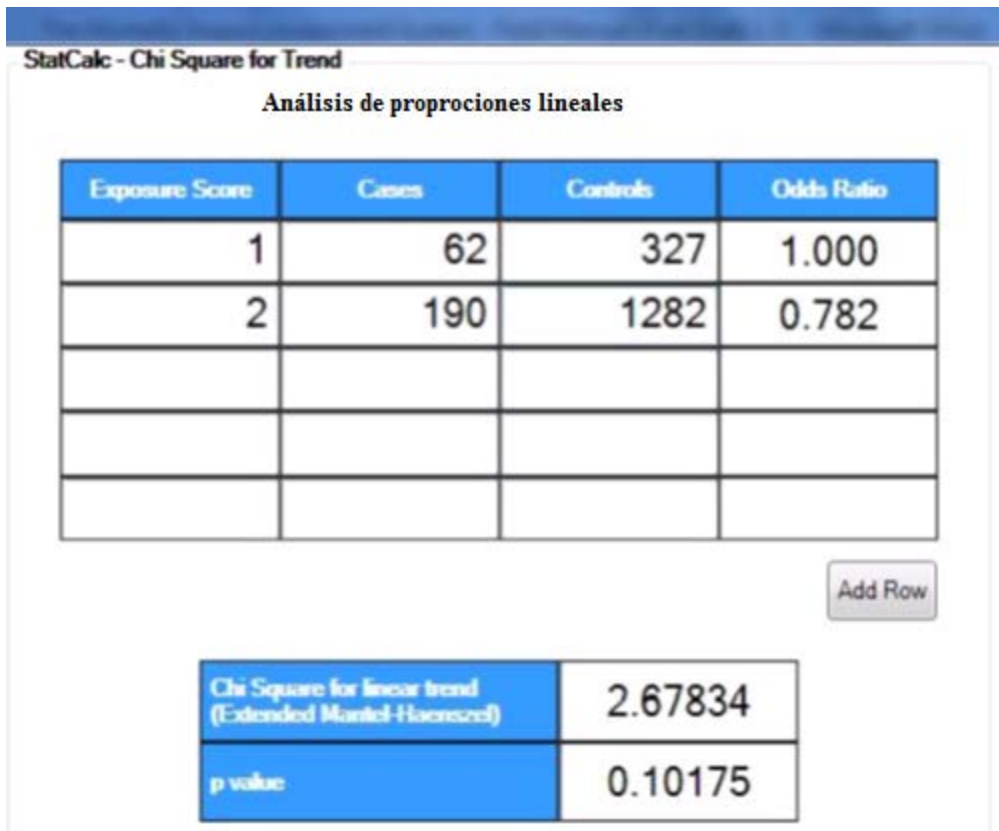 StatCalc - Chi Square for Trend
Análisis de proprociones lineales
Exposure Score Cases Controls Odds Ratio
1 62 327 1.000
2 190 1282 0.782
Add Row
Chi Square for linear trend
(Extended Mantel-Haenszel) 2.67834
p value 0.10175